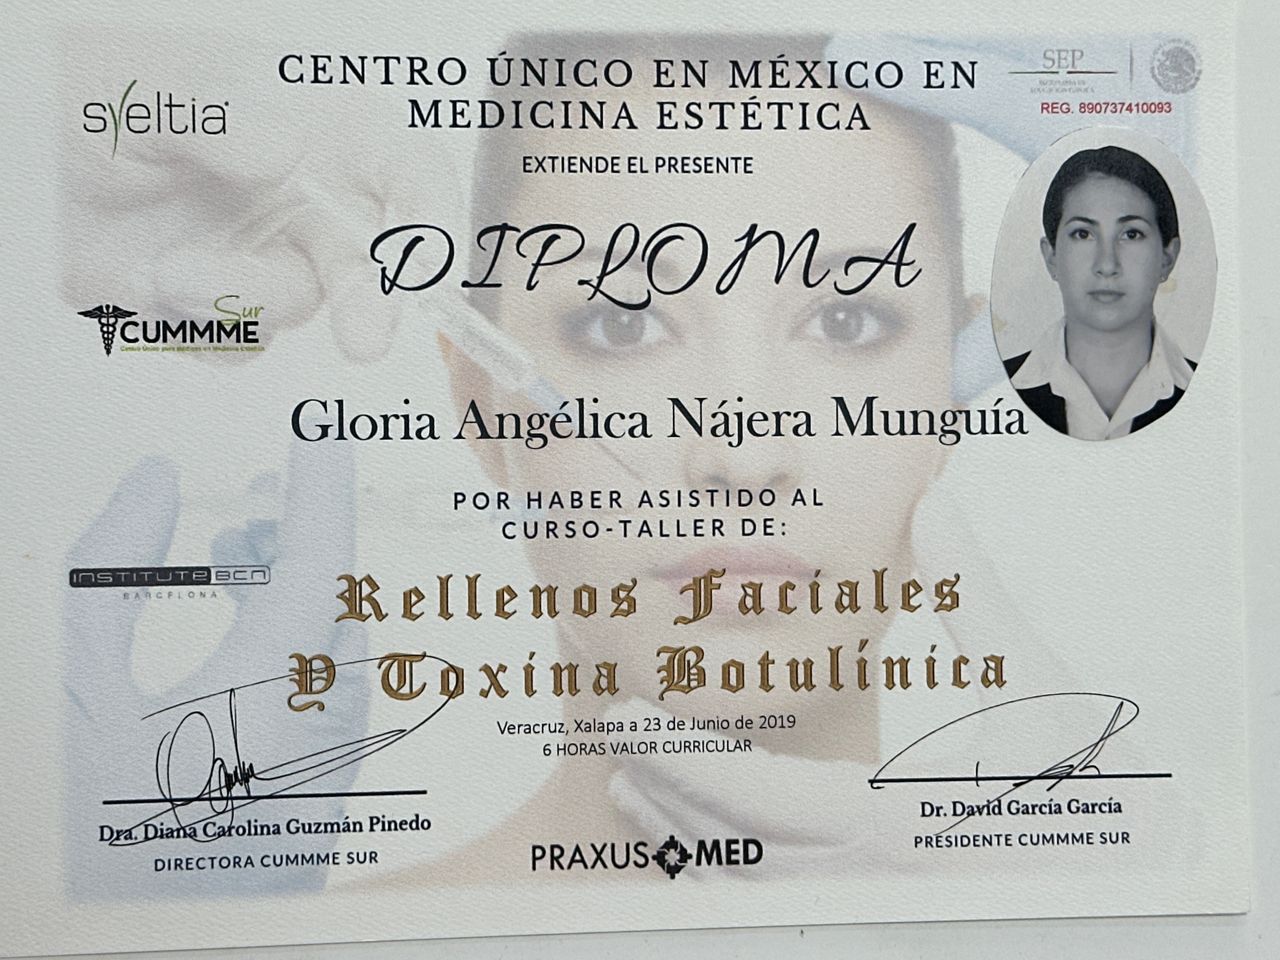 CENTRO ÚNICO EN MÉXICO EN
MEDICINA ESTÉTICA
sveltia
SEP
REG. 890737410093
EXTIENDE EL PRESENTE
DIPLOMA
Sur
CUMMME
Gloria Angélica Nájera Munguía
POR HABER ASISTIDO AL
CURSO-TALLER DE:
INSTITUTE BCN
BARCELONA
Rellenos Faciales
Y Toxina Botulínica
Veracruz, Xalapa a 23 de Junio de 2019
6 HORAS VALOR CURRICULAR
Dra. Diana Carolina Guzmán Pinedo
DIRECTORA CUMMME SUR
PRAXUS MED
Dr. David García García
PRESIDENTE CUMMME SUR